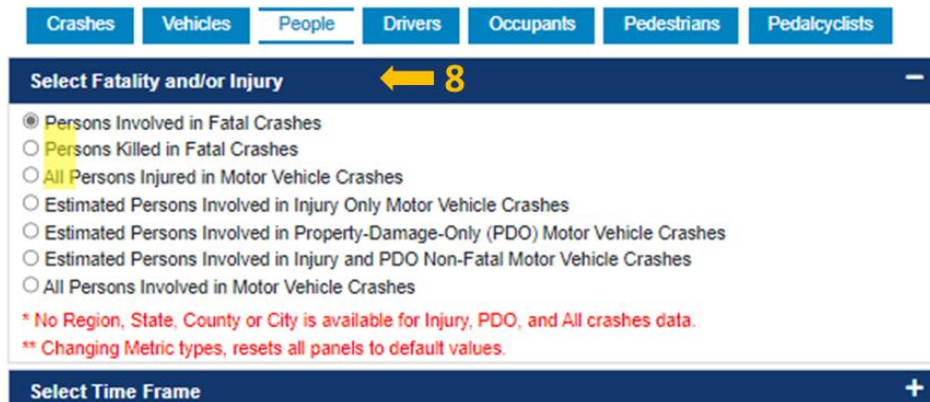 Crashes Vehicles People Drivers Occupants Pedestrians Pedalcyclists
Select Fatality and/or Injury 8 −
Persons Involved in Fatal Crashes
Persons Killed in Fatal Crashes
All Persons Injured in Motor Vehicle Crashes
Estimated Persons Involved in Injury Only Motor Vehicle Crashes
Estimated Persons Involved in Property-Damage-Only (PDO) Motor Vehicle Crashes
Estimated Persons Involved in Injury and PDO Non-Fatal Motor Vehicle Crashes
All Persons Involved in Motor Vehicle Crashes
* No Region, State, County or City is available for Injury, PDO, and All crashes data.
** Changing Metric types, resets all panels to default values.
Select Time Frame +